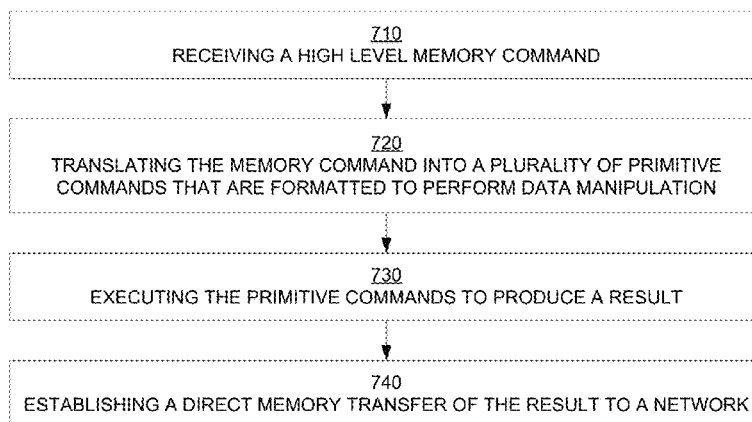 710
RECEIVING A HIGH LEVEL MEMORY COMMAND
720
TRANSLATING THE MEMORY COMMAND INTO A PLURALITY OF PRIMITIVE
COMMANDS THAT ARE FORMATTED TO PERFORM DATA MANIPULATION
730
EXECUTING THE PRIMITIVE COMMANDS TO PRODUCE A RESULT
740
ESTABLISHING A DIRECT MEMORY TRANSFER OF THE RESULT TO A NETWORK